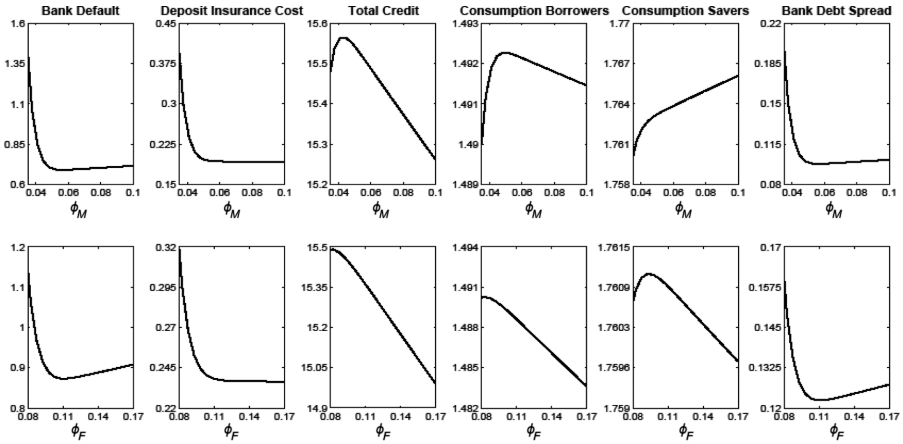 Bank Default
Deposit Insurance Cost
Total Credit
Consumption Borrowers
Consumption Savers
Bank Debt Spread
1.6
1.35
1.1
0.85
0.6
0.04 0.06 0.08 0.1
ϕM
0.45
0.375
0.3
0.225
0.15
0.04 0.06 0.08 0.1
ϕM
15.6
15.5
15.4
15.3
15.2
0.04 0.06 0.08 0.1
ϕM
1.493
1.492
1.491
1.49
1.489
0.04 0.06 0.08 0.1
ϕM
1.77
1.767
1.764
1.761
1.758
0.04 0.06 0.08 0.1
ϕM
0.22
0.185
0.15
0.115
0.08
0.04 0.06 0.08 0.1
ϕM
1.2
1.1
1
0.9
0.8
0.08 0.11 0.14 0.17
ϕF
0.32
0.295
0.27
0.245
0.22
0.08 0.11 0.14 0.17
ϕF
15.5
15.35
15.2
15.05
14.9
0.08 0.11 0.14 0.17
ϕF
1.494
1.491
1.488
1.485
1.482
0.08 0.11 0.14 0.17
ϕF
1.7615
1.7609
1.7603
1.7596
1.759
0.08 0.11 0.14 0.17
ϕF
0.17
0.1575
0.145
0.1325
0.12
0.08 0.11 0.14 0.17
ϕF